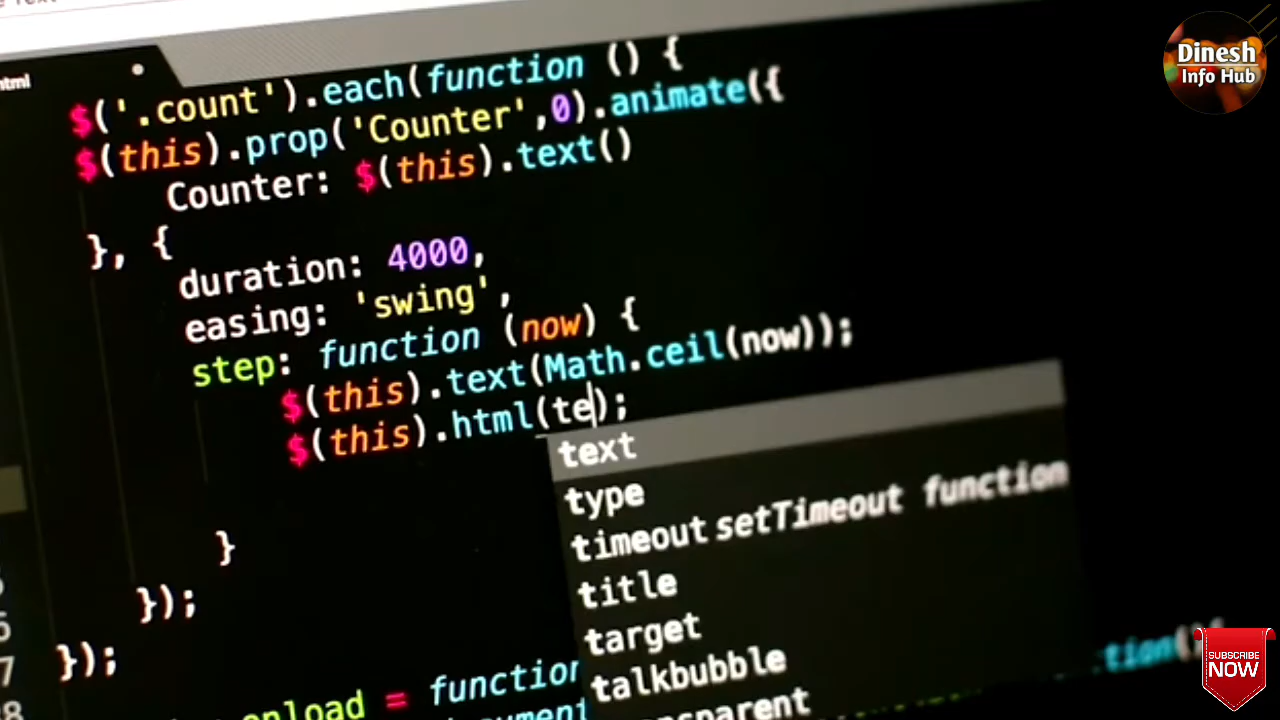 html
Dinesh
Info Hub
$('.count').each(function () {
$(this).prop('Counter',0).animate({
Counter: $(this).text()
}, {
duration: 4000,
easing: 'swing',
step: function (now) {
$(this).text(Math.ceil(now));
$(this).html(te);
text
type
timeout setTimeout function
title
target
talkbubble
}
});
});
onload = function
SUBSCRIBE
NOW